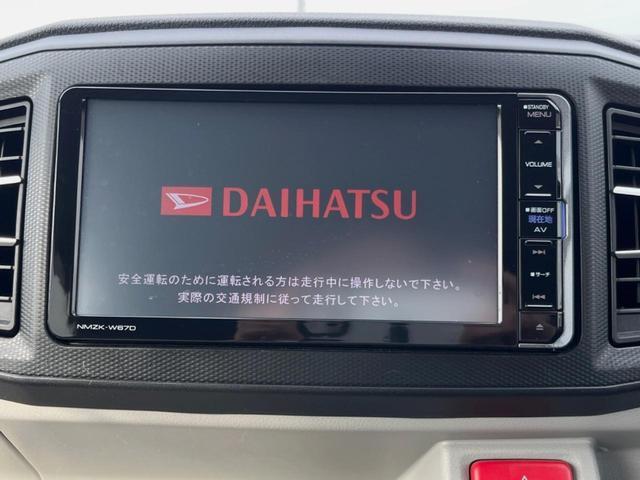 ■STANDBY
MENU
VOLUME
DAIHATSU
■画面OFF
現在地
AV
■サーチ
安全運転のために運転される方は走行中に操作しないで下さい。
実際の交通規制に従って走行して下さい。
NMZK-W67D